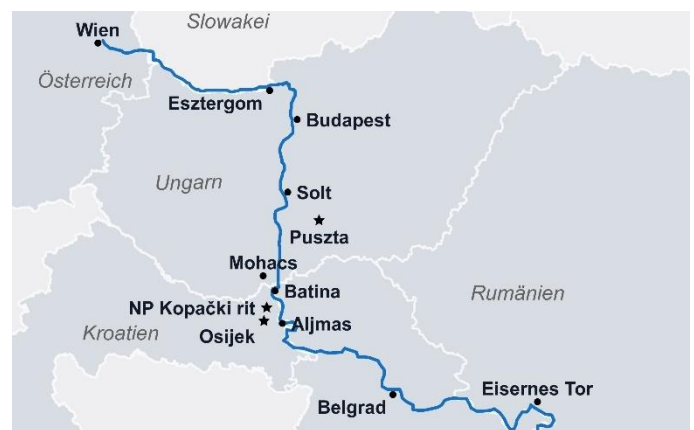 Slowakei
Wien
Österreich
Esztergom
Budapest
Ungarn
Solt
Puszta
Mohacs
Batina
Rumänien
NP Kopački rit
Aljmas
Kroatien
Osijek
Eisernes Tor
Belgrad